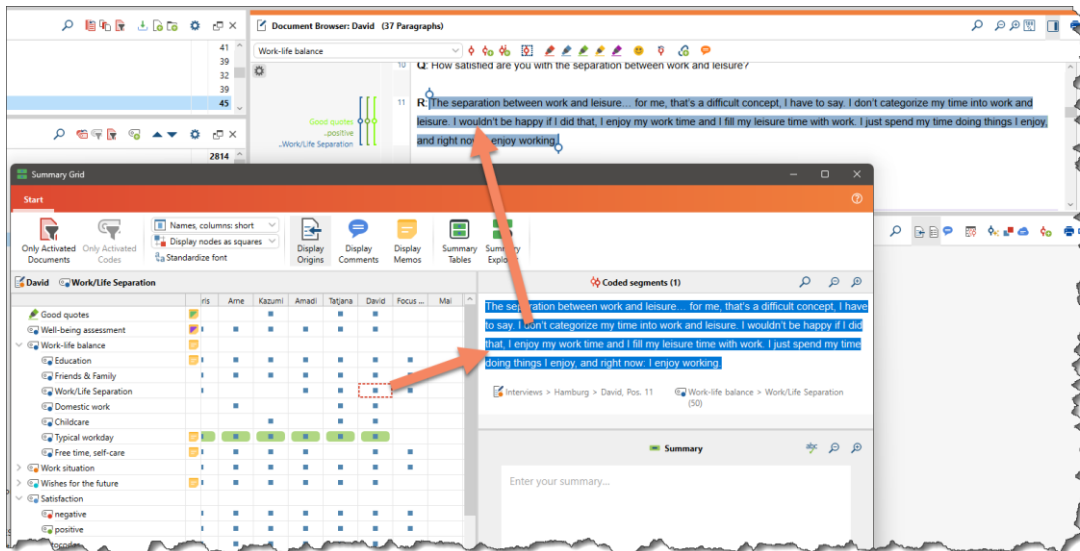 Document Browser: David (37 Paragraphs)
41
39
32
39
45
2814
Work-life balance
10 Q: How satisfied are you with the separation between work and leisure?
11 R: The separation between work and leisure… for me, that's a difficult concept, I have to say. I don't categorize my time into work and
leisure. I wouldn't be happy if I did that, I enjoy my work time and I fill my leisure time with work. I just spend my time doing things I enjoy,
and right now: I enjoy working.
Good quotes
..positive
..Work/Life Separation
Summary Grid
Start
Only Activated Documents
Only Activated Codes
Names, columns: short
Display nodes as squares
Standardize font
Display Origins
Display Comments
Display Memos
Summary Tables
Summary
David Work/Life Separation
ris Arne Kazumi Amadi Tatjana David Focus ... Mai
Good quotes
Well-being assessment
Work-life balance
Education
Friends & Family
Work/Life Separation
Domestic work
Childcare
Typical workday
Free time, self-care
Work situation
Wishes for the future
Satisfaction
negative
positive
Coded segments (1)
The separation between work and leisure… for me, that's a difficult concept, I have
to say. I don't categorize my time into work and leisure. I wouldn't be happy if I did
that, I enjoy my work time and I fill my leisure time with work. I just spend my time
doing things I enjoy, and right now: I enjoy working.
Interviews > Hamburg > David, Pos. 11
Work-life balance > Work/Life Separation
(50)
Summary
Enter your summary...